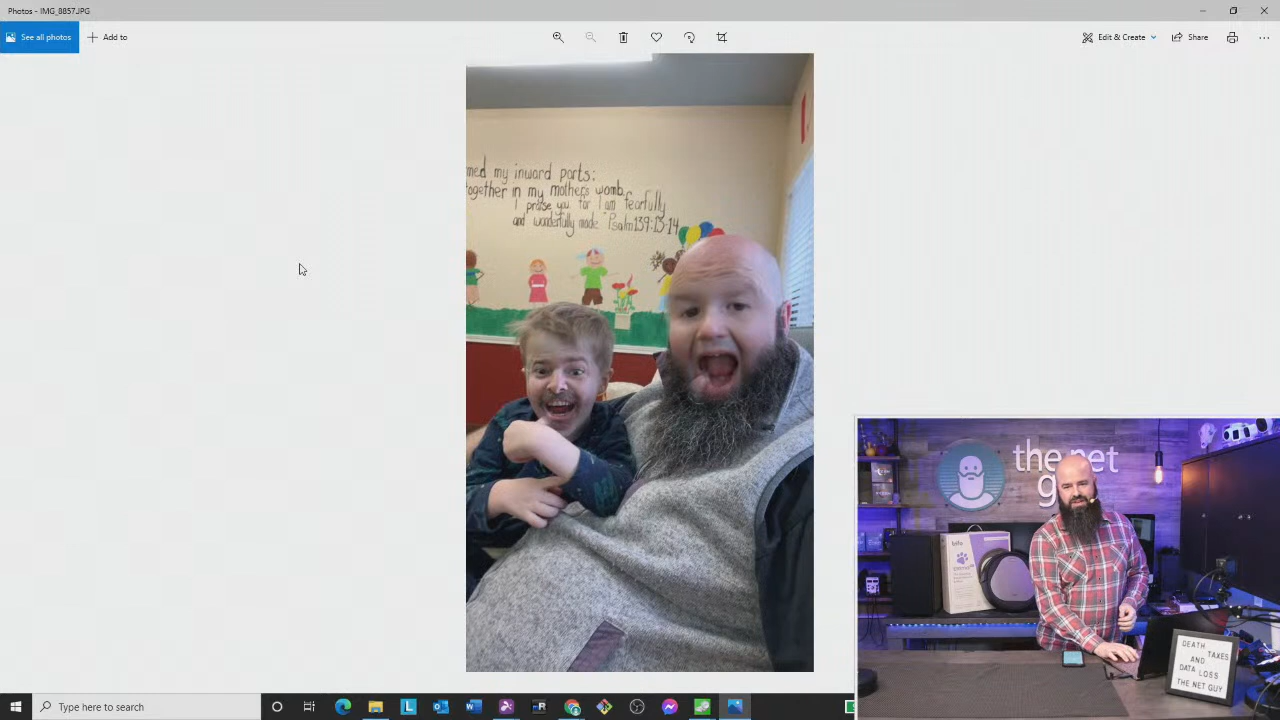 Photos - IMG_8857.JPG
See all photos
Add to
Edit & Create
Share
my inward parts:
together in my mother's womb.
I praise you for I am fearfully
and wonderfully made" Psalm 139:13-14
the net
DEATH
TAXES
AND
DATA LOSS
THE NET GUY
Type here to search